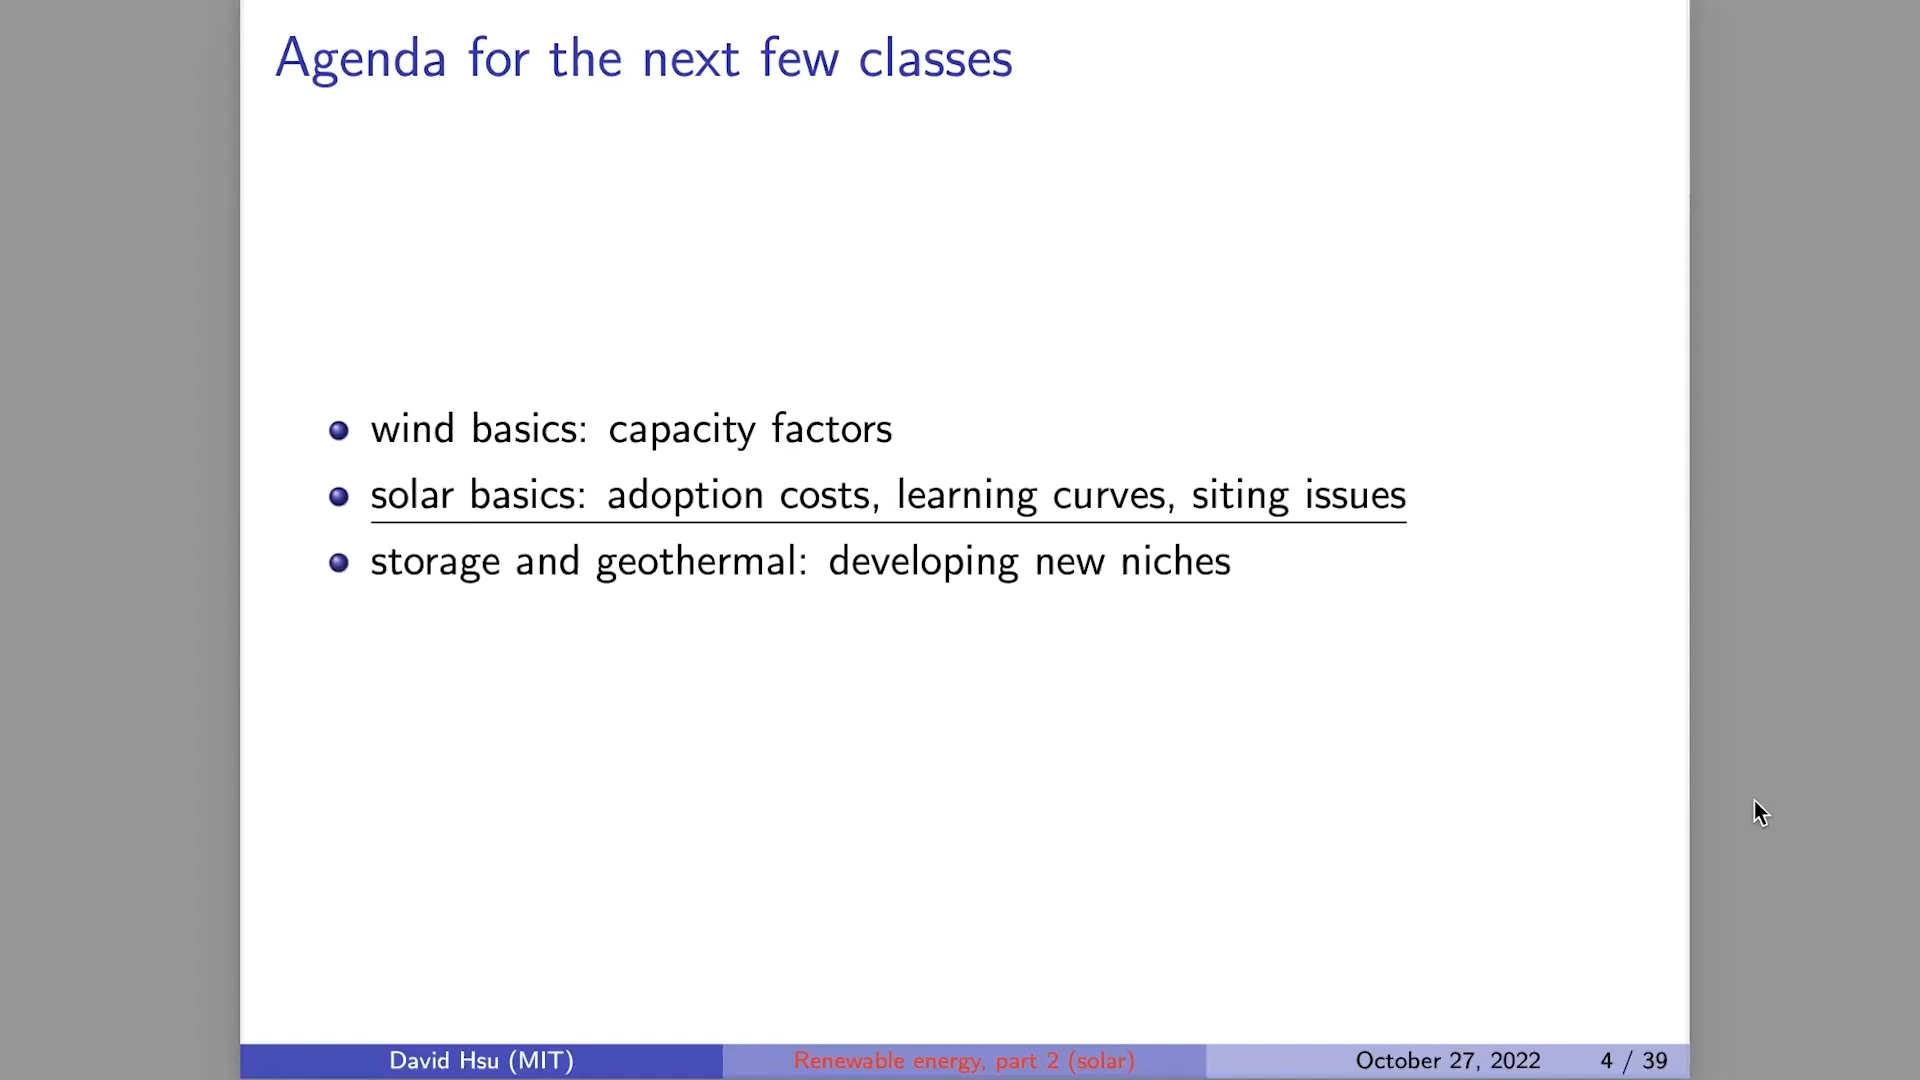 Agenda for the next few classes
wind basics: capacity factors
solar basics: adoption costs, learning curves, siting issues
storage and geothermal: developing new niches
David Hsu (MIT) Renewable energy, part 2 (solar) October 27, 2022 4 / 39